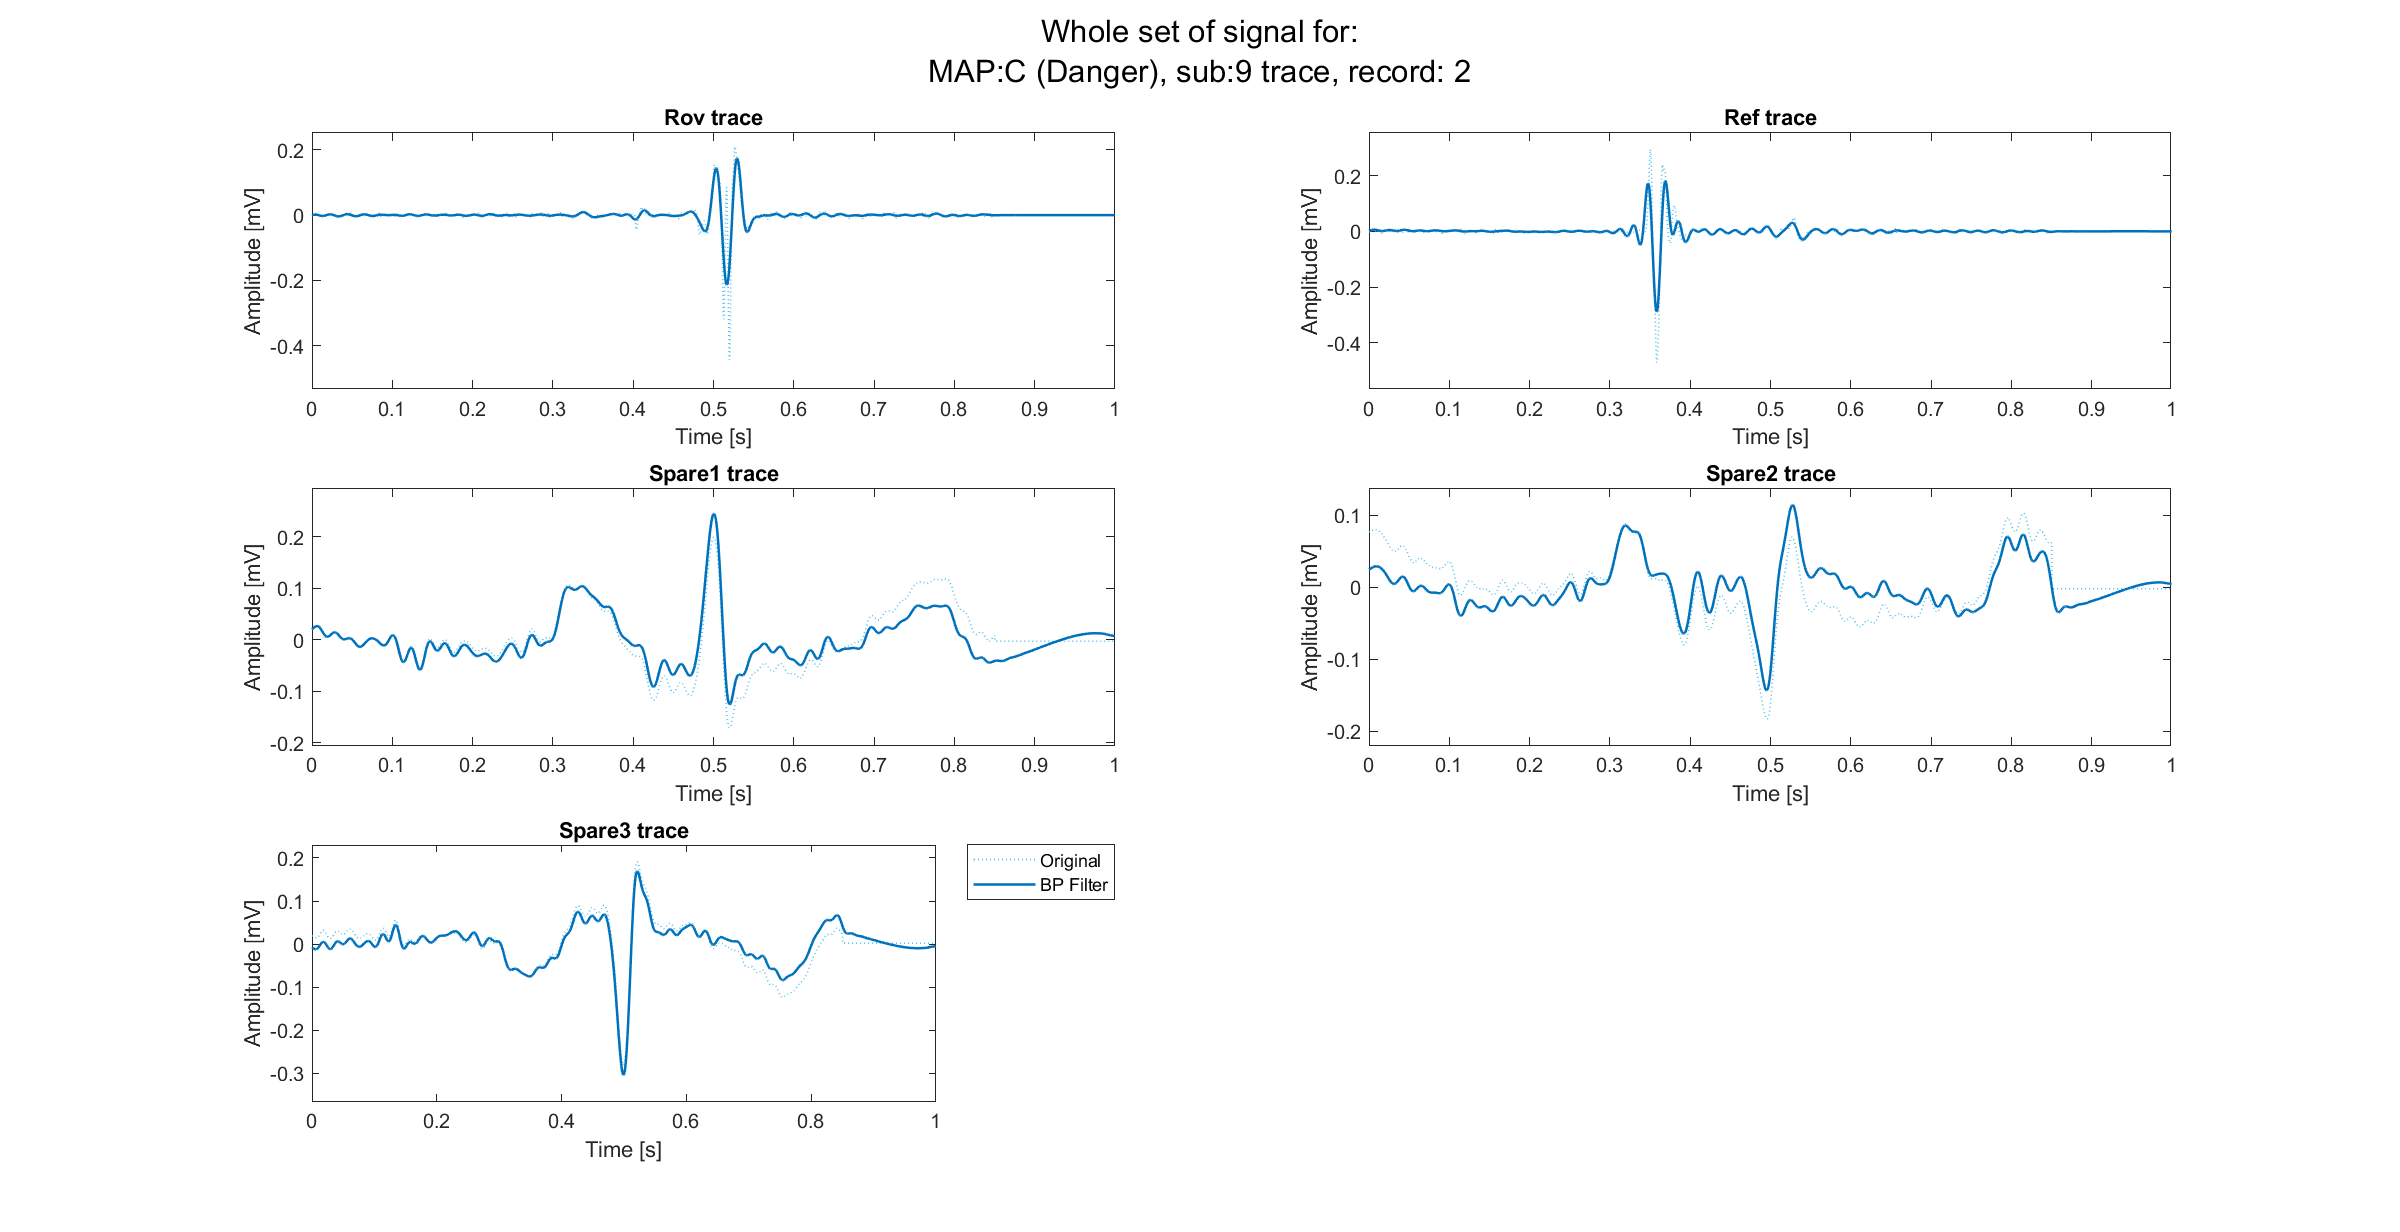 Whole set of signal for:
MAP:C (Danger), sub:9 trace, record: 2
Rov trace
Amplitude [mV]
0.2
0
-0.2
-0.4
0 0.1 0.2 0.3 0.4 0.5 0.6 0.7 0.8 0.9 1
Time [s]
Ref trace
Amplitude [mV]
0.2
0
-0.2
-0.4
0 0.1 0.2 0.3 0.4 0.5 0.6 0.7 0.8 0.9 1
Time [s]
Spare1 trace
Amplitude [mV]
0.2
0.1
0
-0.1
-0.2
0 0.1 0.2 0.3 0.4 0.5 0.6 0.7 0.8 0.9 1
Time [s]
Spare2 trace
Amplitude [mV]
0.1
0
-0.1
-0.2
0 0.1 0.2 0.3 0.4 0.5 0.6 0.7 0.8 0.9 1
Time [s]
Spare3 trace
Amplitude [mV]
0.2
0.1
0
-0.1
-0.2
-0.3
0 0.2 0.4 0.6 0.8 1
Time [s]
Original
BP Filter